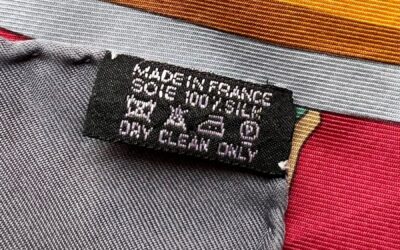 MADE IN FRANCE
SOIE 100% SILK
DRY CLEAN ONLY